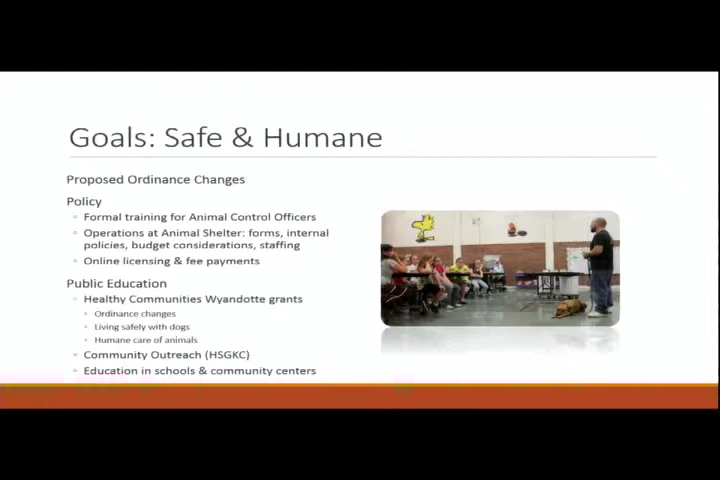 Goals: Safe & Humane
Proposed Ordinance Changes
Policy
Formal training for Animal Control Officers
Operations at Animal Shelter: forms, internal
policies, budget considerations, staffing
Online licensing & fee payments
Public Education
Healthy Communities Wyandotte grants
Ordinance changes
Living safely with dogs
Humane care of animals
Community Outreach (HSGKC)
Education in schools & community centers